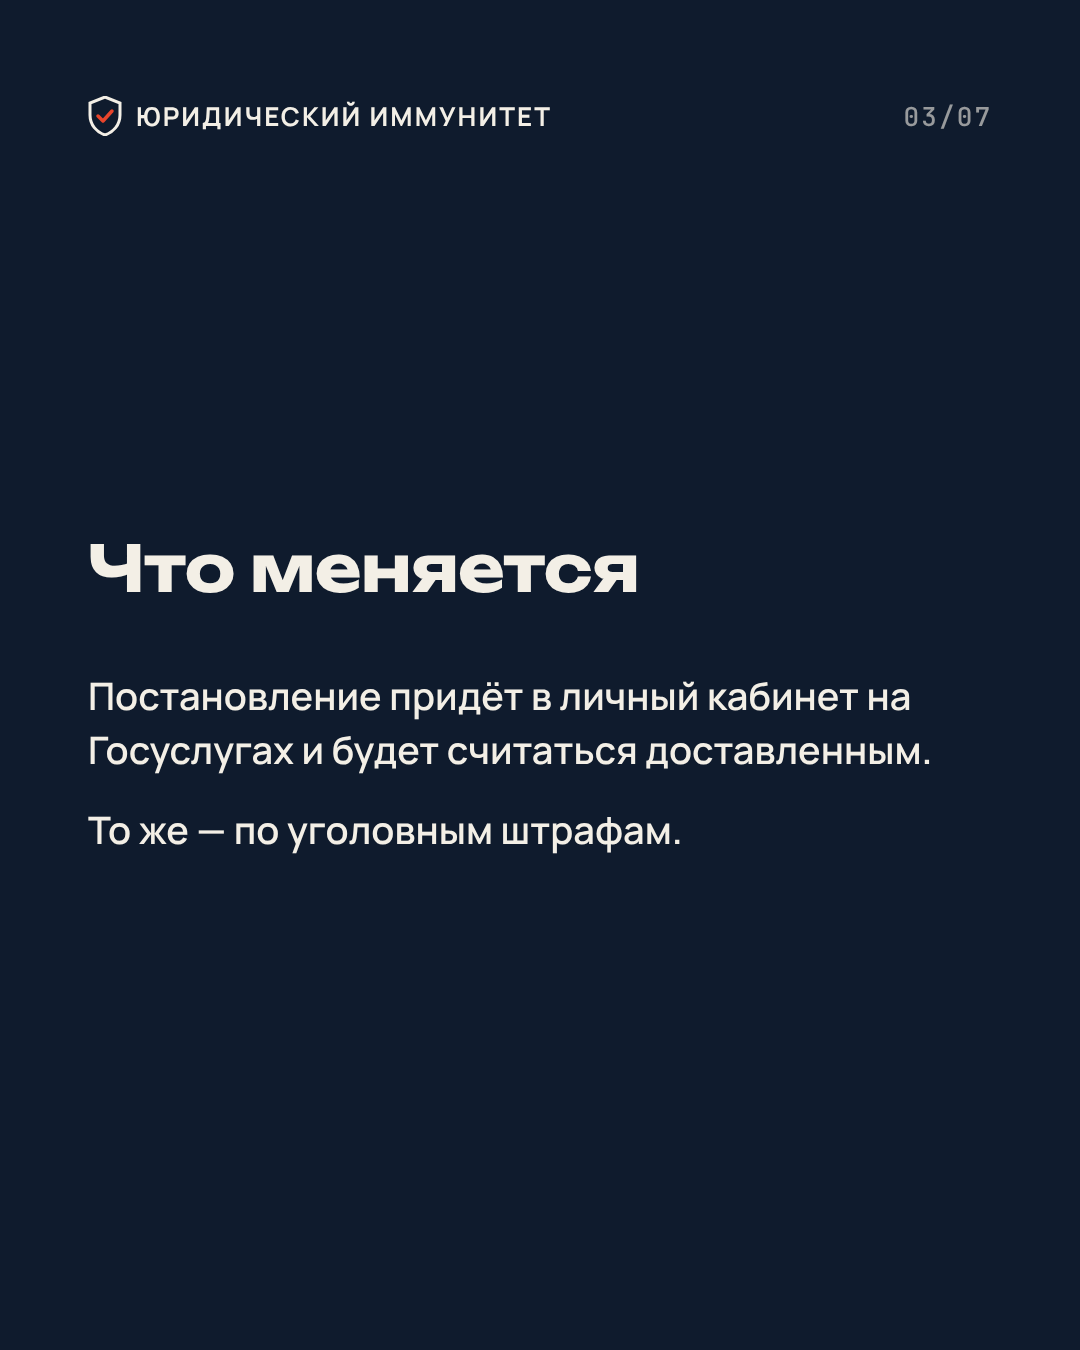 ЮРИДИЧЕСКИЙ ИММУНИТЕТ
03/07
Что меняется
Постановление придёт в личный кабинет на
Госуслугах и будет считаться доставленным.
То же — по уголовным штрафам.